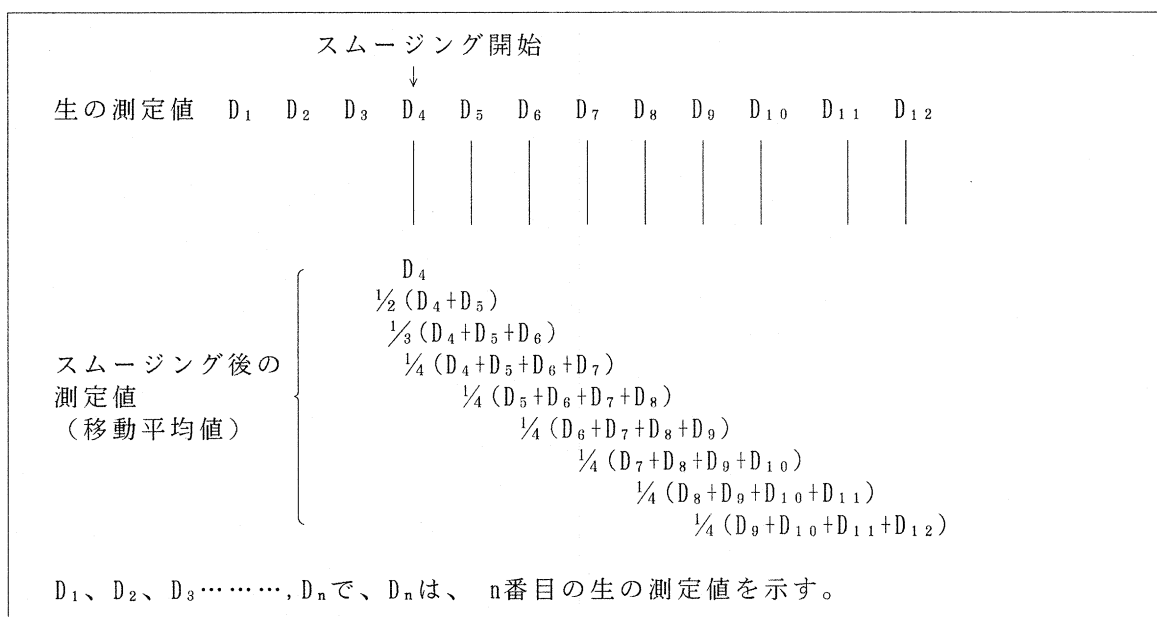 スムージング開始
↓
生の測定値 D₁ D₂ D₃ D₄ D₅ D₆ D₇ D₈ D₉ D₁₀ D₁₁ D₁₂
D₄
½(D₄+D₅)
⅓(D₄+D₅+D₆)
スムージング後の
¼(D₄+D₅+D₆+D₇)
測定値
¼(D₅+D₆+D₇+D₈)
(移動平均値)
¼(D₆+D₇+D₈+D₉)
¼(D₇+D₈+D₉+D₁₀)
¼(D₈+D₉+D₁₀+D₁₁)
¼(D₉+D₁₀+D₁₁+D₁₂)
D₁、D₂、D₃………,Dₙで、Dₙは、 n番目の生の測定値を示す。